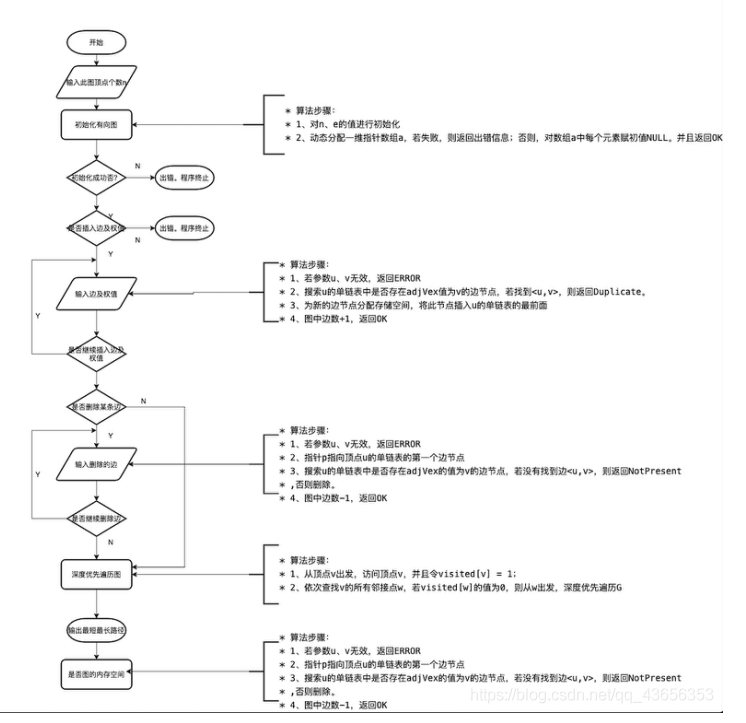 开始
输入此图顶点个数n
初始化有向图
* 算法步骤：
* 1、对n、e的值进行初始化
* 2、动态分配一维指针数组a，若失败，则返回出错信息；否则，对数组a中每个元素赋初值NULL。并且返回OK
初始化成功否？
N
出错。程序终止
Y
是否插入边及权值
N
出错。程序终止
Y
输入边及权值
* 算法步骤：
* 1、若参数u、v无效，返回ERROR
* 2、搜索u的单链表中是否存在adjVex值为v的边节点，若找到<u,v>，则返回Duplicate。
* 3、为新的边节点分配存储空间，将此节点插入u的单链表的最前面
* 4、图中边数+1，返回OK
Y
是否继续插入边及
权值
是否删除某条边
N
Y
输入删除的边
* 算法步骤：
* 1、若参数u、v无效，返回ERROR
* 2、指针p指向顶点u的单链表的第一个边节点
* 3、搜索u的单链表中是否存在adjVex的值为v的边节点，若没有找到边<u,v>，则返回NotPresent
* ,否则删除。
* 4、图中边数-1，返回OK
Y
是否继续删除边
N
深度优先遍历图
* 算法步骤：
* 1、从顶点v出发，访问顶点v，并且令visited[v] = 1；
* 2、依次查找v的所有邻接点w，若visited[w]的值为0，则从w出发，深度优先遍历G
输出最短最长路径
是否图的内存空间
* 算法步骤：
* 1、若参数u、v无效，返回ERROR
* 2、指针p指向顶点u的单链表的第一个边节点
* 3、搜索u的单链表中是否存在adjVex的值为v的边节点，若没有找到边<u,v>，则返回NotPresent
* ,否则删除。
* 4、图中边数-1，返回OK
https://blog.csdn.net/qq_43656353